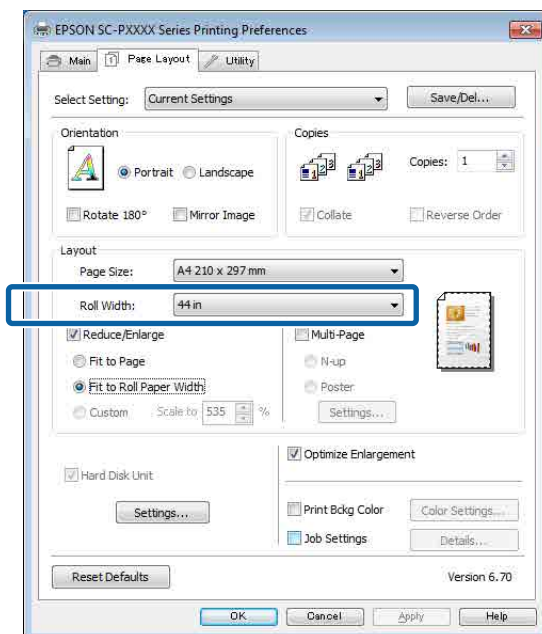 EPSON SC-PXXXX Series Printing Preferences
Main Page Layout Utility
Select Setting: Current Settings Save/Del...
Orientation Copies
Portrait Landscape Copies: 1
Rotate 180° Mirror Image Collate Reverse Order
Layout
Page Size: A4 210 x 297 mm
Roll Width: 44 in
Reduce/Enlarge Multi-Page
Fit to Page N-up
Fit to Roll Paper Width Poster
Custom Scale to 535 % Settings...
Optimize Enlargement
Hard Disk Unit
Settings... Print Bckg Color Color Settings...
Job Settings Details...
Reset Defaults Version 6.70
OK Cancel Apply Help